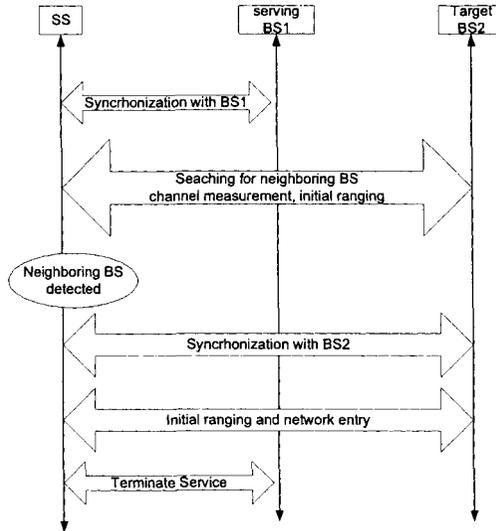 SS
serving
BS1
Target
BS2
Syncrhonization with BS1
Seaching for neighboring BS
channel measurement, initial ranging
Neighboring BS
detected
Syncrhonization with BS2
Initial ranging and network entry
Terminate Service